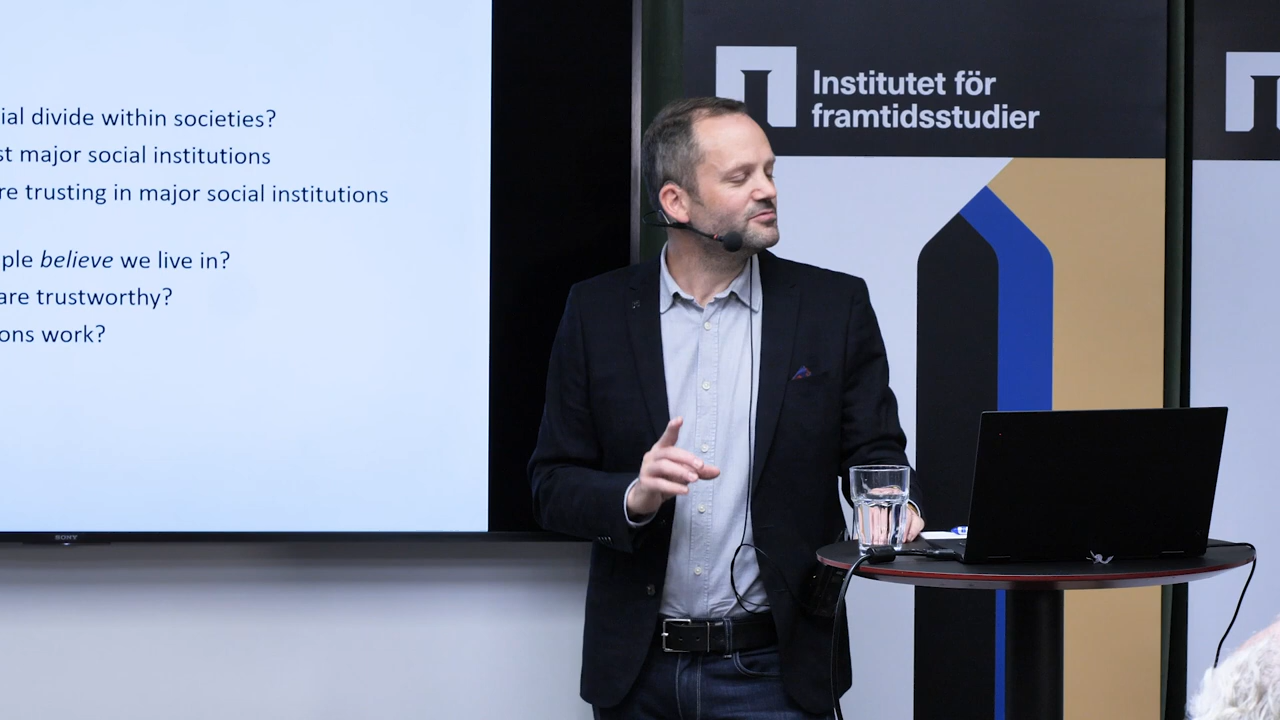 ial divide within societies?
st major social institutions
re trusting in major social institutions
ple believe we live in?
are trustworthy?
ons work?
SONY
Institutet för
framtidsstudier